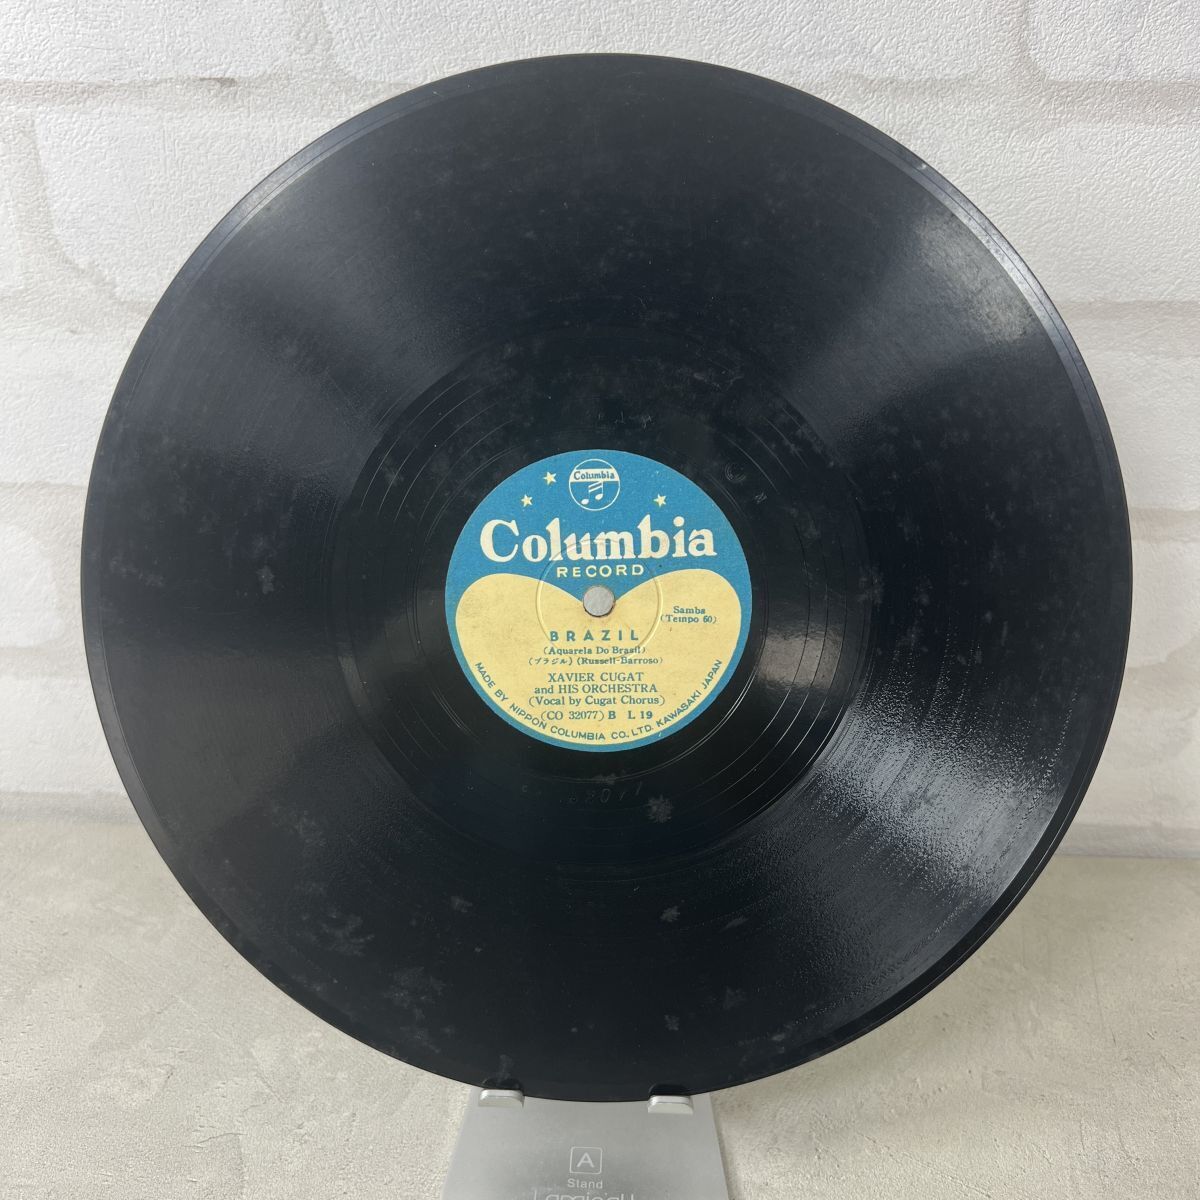 Columbia
Columbia
RECORD
Samba
(Tempo 60)
BRAZIL
(Aquarela Do Brasil)
(ブラジル) (Russell-Barroso)
XAVIER CUGAT
and HIS ORCHESTRA
(Vocal by Cugat Chorus)
(CO 32077) B L 19
MADE BY NIPPON COLUMBIA CO., LTD. KAWASAKI JAPAN
A
Stand